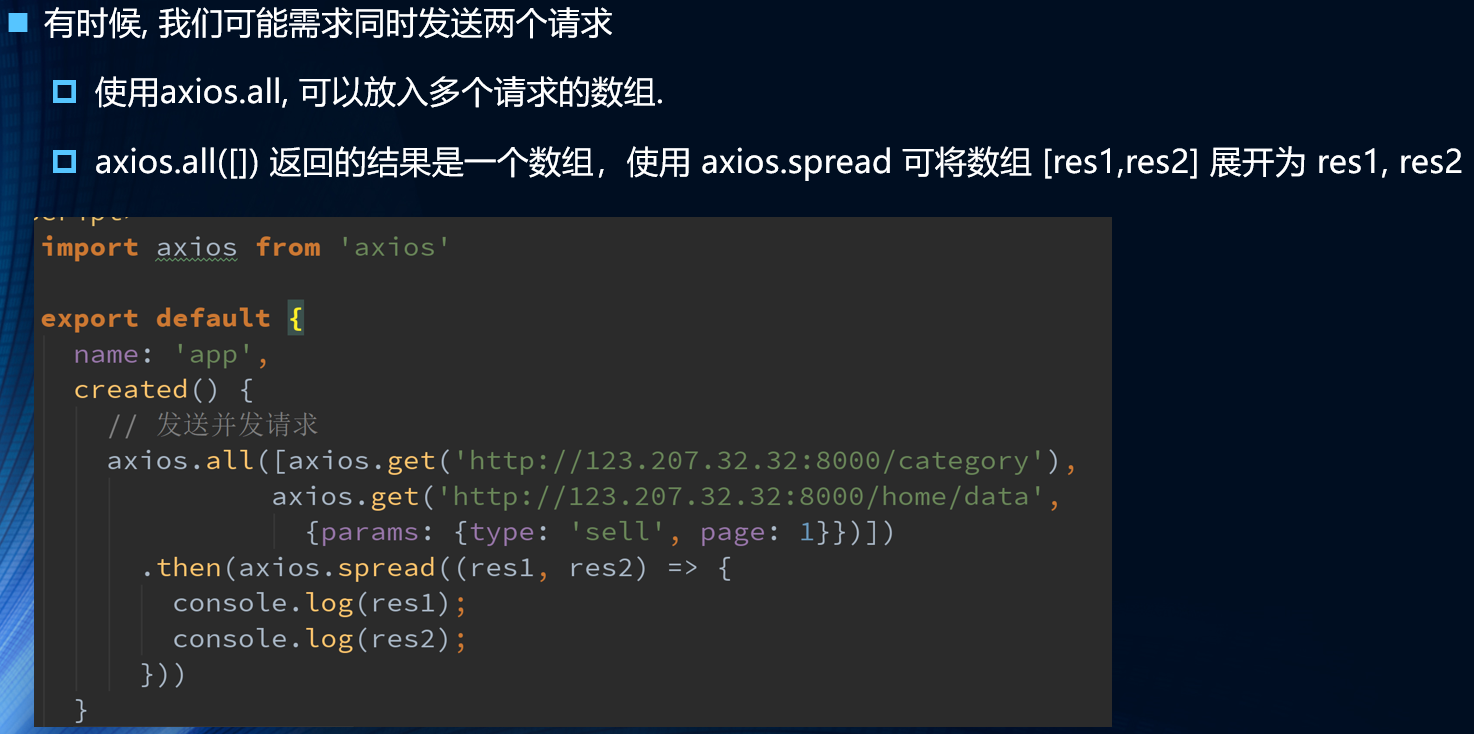 有时候, 我们可能需求同时发送两个请求
使用axios.all, 可以放入多个请求的数组.
axios.all([]) 返回的结果是一个数组，使用 axios.spread 可将数组 [res1,res2] 展开为 res1, res2
import axios from 'axios'
export default {
name: 'app',
created() {
// 发送并发请求
axios.all([axios.get('http://123.207.32.32:8000/category'),
axios.get('http://123.207.32.32:8000/home/data',
{params: {type: 'sell', page: 1}})])
.then(axios.spread((res1, res2) => {
console.log(res1);
console.log(res2);
}))
}